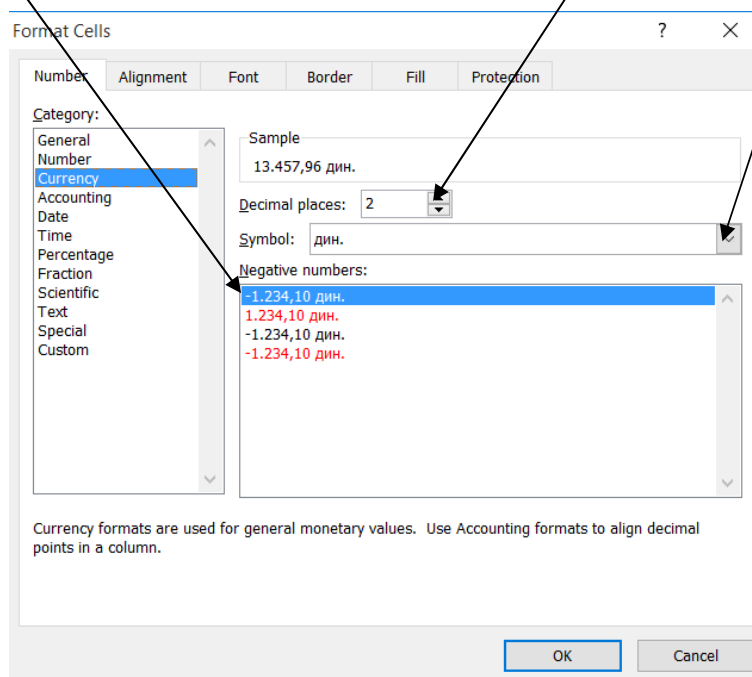 Format Cells ?
Number Alignment Font Border Fill Protection
Category:
General
Number
Currency
Accounting
Date
Time
Percentage
Fraction
Scientific
Text
Special
Custom
Sample
13.457,96 дин.
Decimal places: 2
Symbol: дин.
Negative numbers:
-1.234,10 дин.
1.234,10 дин.
-1.234,10 дин.
-1.234,10 дин.
Currency formats are used for general monetary values. Use Accounting formats to align decimal
points in a column.
OK Cancel